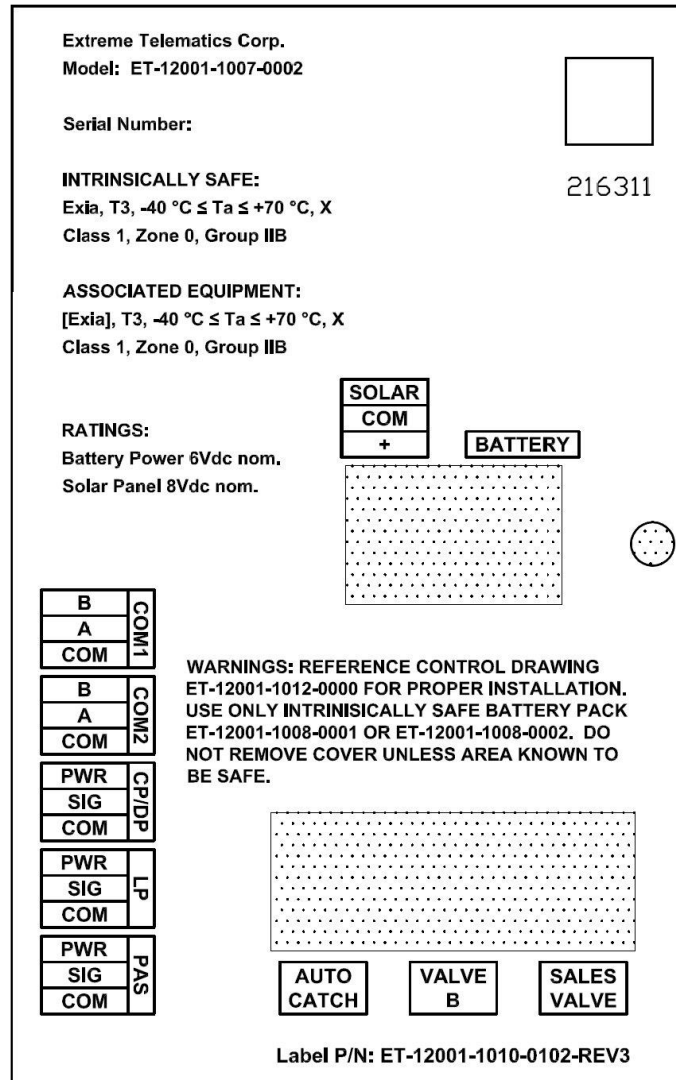 Extreme Telematics Corp.
Model: ET-12001-1007-0002
Serial Number:
216311
INTRINSICALLY SAFE:
Exia, T3, -40 °C ≤ Ta ≤ +70 °C, X
Class 1, Zone 0, Group IIB
ASSOCIATED EQUIPMENT:
[Exia], T3, -40 °C ≤ Ta ≤ +70 °C, X
Class 1, Zone 0, Group IIB
RATINGS:
Battery Power 6Vdc nom.
Solar Panel 8Vdc nom.
SOLAR
COM
+
BATTERY
B
A
COM
COM1
B
A
COM
COM2
PWR
SIG
COM
CP/DP
PWR
SIG
COM
LP
PWR
SIG
COM
PAS
WARNINGS: REFERENCE CONTROL DRAWING
ET-12001-1012-0000 FOR PROPER INSTALLATION.
USE ONLY INTRINISICALLY SAFE BATTERY PACK
ET-12001-1008-0001 OR ET-12001-1008-0002. DO
NOT REMOVE COVER UNLESS AREA KNOWN TO
BE SAFE.
AUTO
CATCH
VALVE
B
SALES
VALVE
Label P/N: ET-12001-1010-0102-REV3